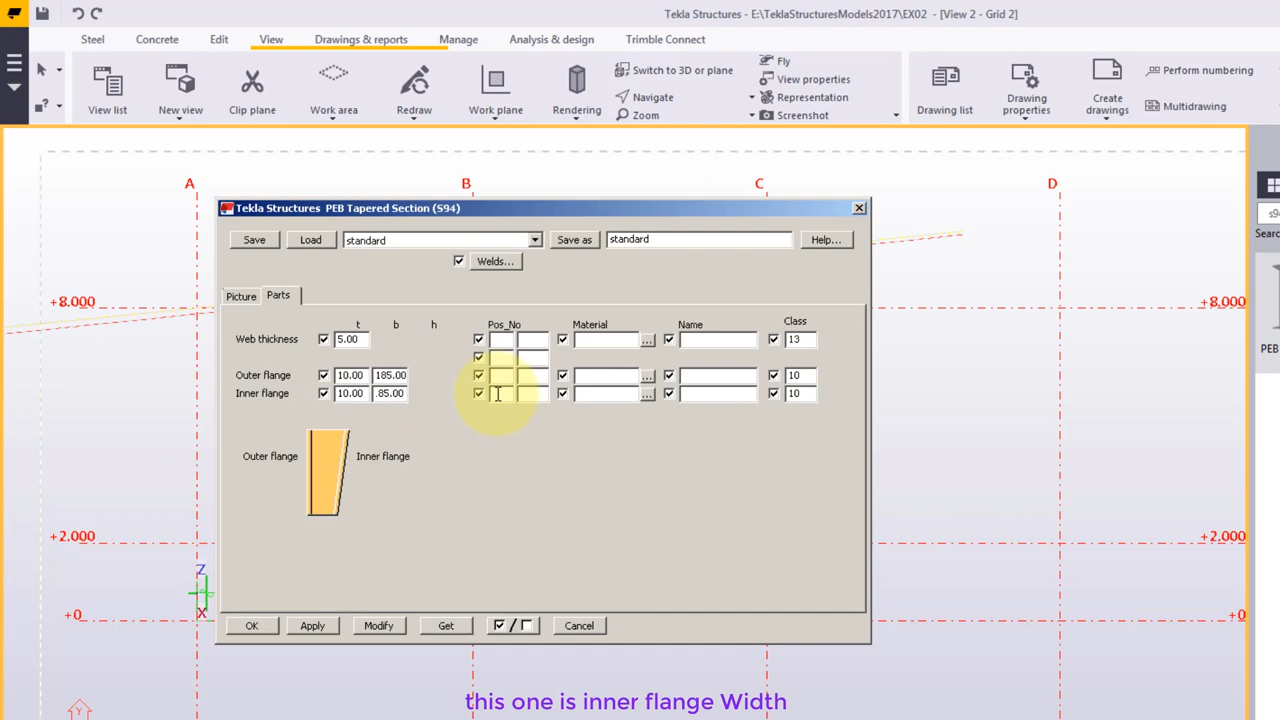 Tekla Structures - E:\TeklaStructuresModels2017\EX02 - [View 2 - Grid 2]
Steel Concrete Edit View Drawings & reports Manage Analysis & design Trimble Connect
Fly
Switch to 3D or plane View properties Perform numbering
Navigate Representation
View list New view Clip plane Work area Redraw Work plane Zoom Rendering Screenshot Drawing list Drawing properties Create drawings Multidrawing
A B C D
Tekla Structures PEB Tapered Section (S94)
Save Load standard Save as standard Help...
Welds...
Picture Parts
+8.000 +8.000
t b h Pos_No Material Name Class
Web thickness 5.00 ... 13
Outer flange 10.00 185.00 ... 10
Inner flange 10.00 .85.00 ... 10
Outer flange Inner flange
+2.000 +2.000
Z
X
+0 +0
OK Apply Modify Get / Cancel
this one is inner flange Width
Y
PEB